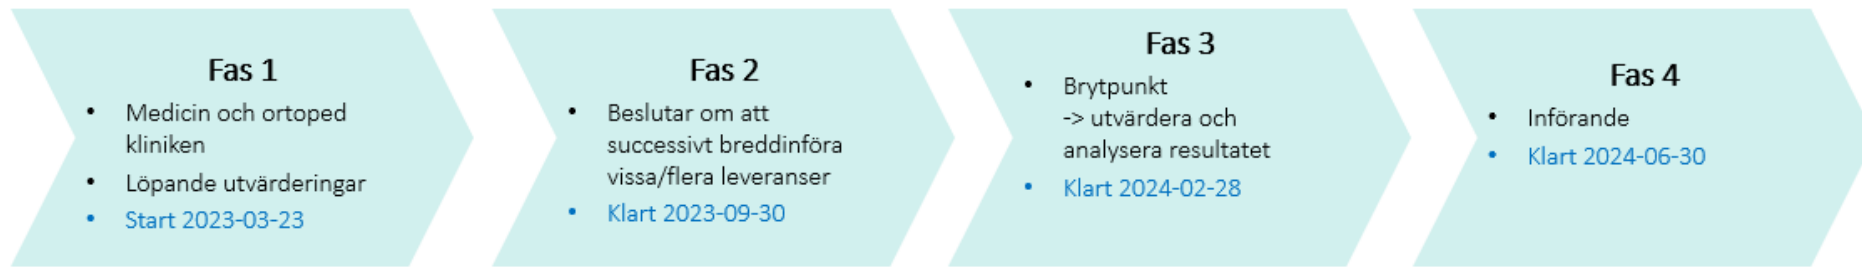 Fas 1
• Medicin och ortoped
kliniken
• Löpande utvärderingar
• Start 2023-03-23
Fas 2
• Beslutar om att
successivt breddinföra
vissa/flera leveranser
• Klart 2023-09-30
Fas 3
• Brytpunkt
-> utvärdera och
analysera resultatet
• Klart 2024-02-28
Fas 4
• Införande
• Klart 2024-06-30